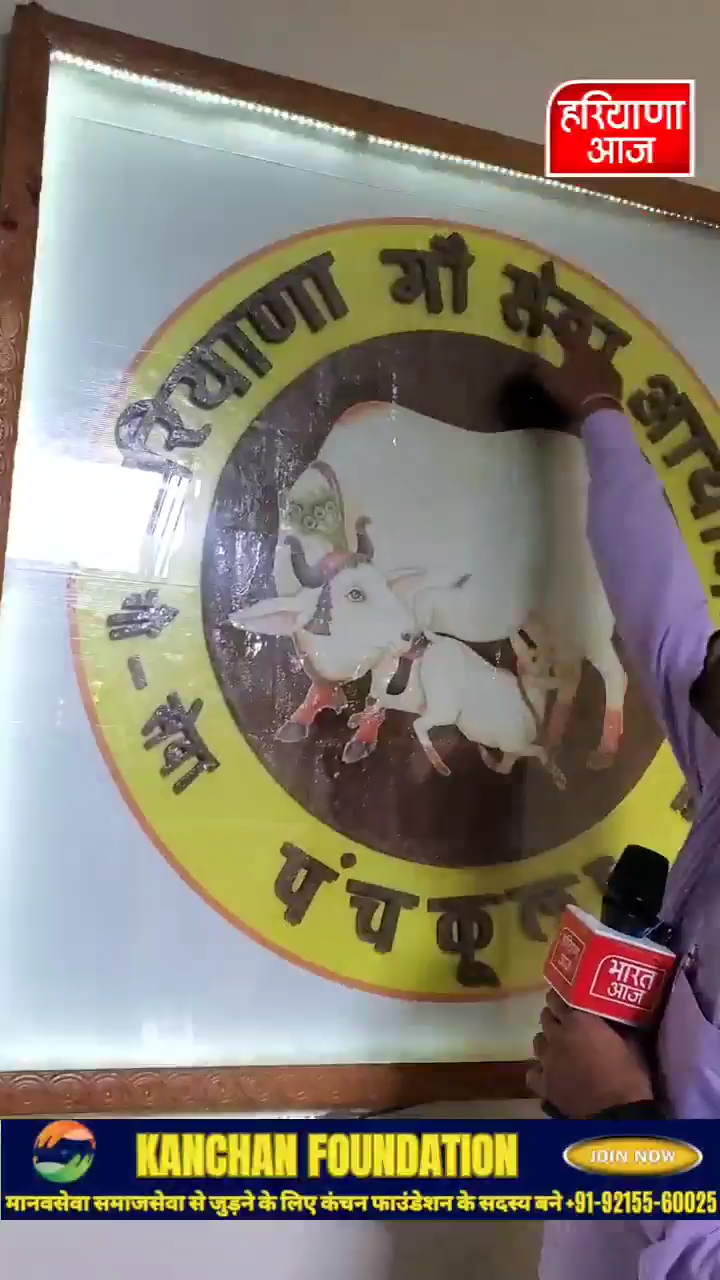 हरियाणा
आज
रियाणा गौ सेवा आयो
से-
पंचकूल
भारत
आज
KANCHAN FOUNDATION
JOIN NOW
मानवसेवा समाजसेवा से जुड़ने के लिए कंचन फाउंडेशन के सदस्य बने +91-92155-60025